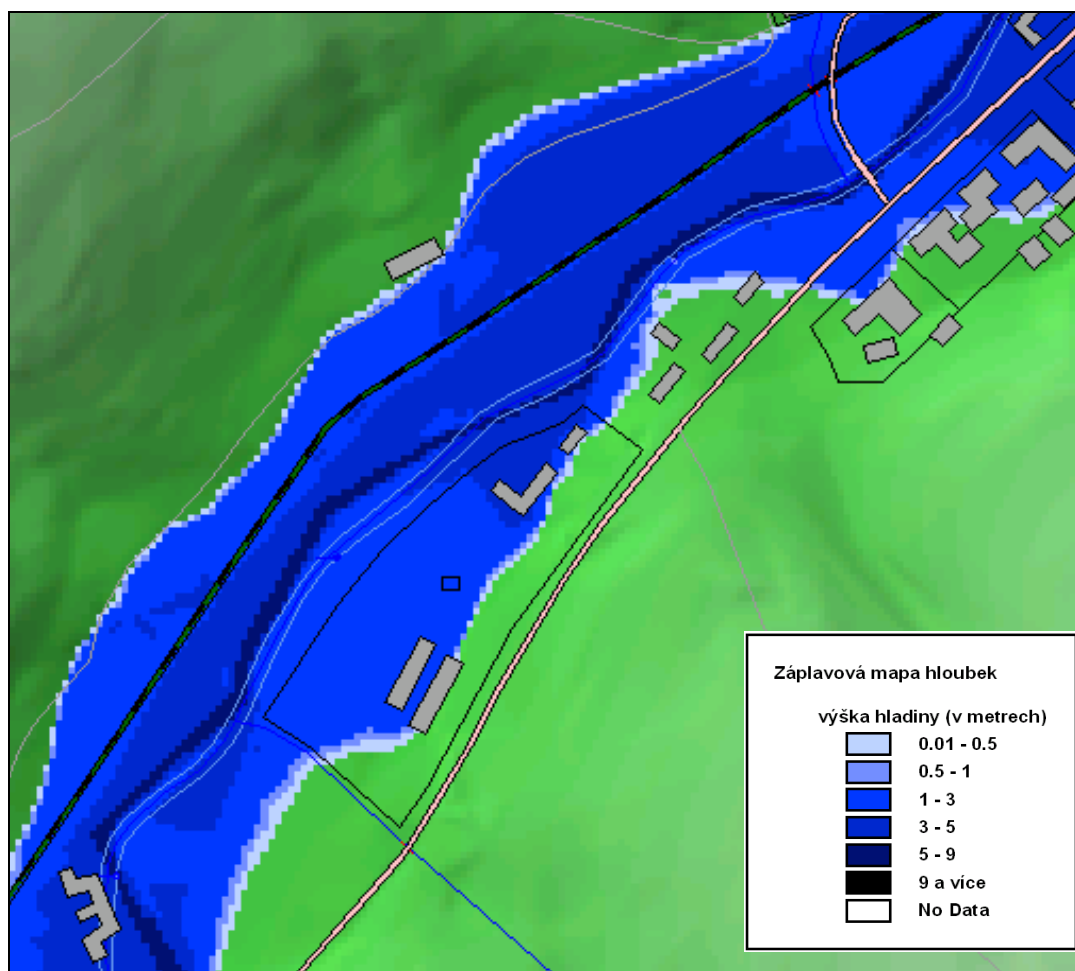 Záplavová mapa hloubek
výška hladiny (v metrech)
0.01 - 0.5
0.5 - 1
1 - 3
3 - 5
5 - 9
9 a více
No Data